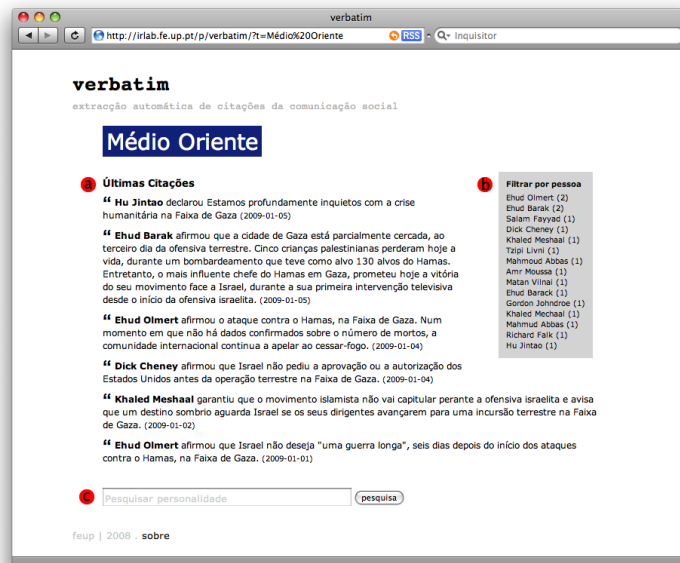 verbatim
http://irlab.fe.up.pt/p/verbatim/?t=Médio%20Oriente RSS Inquisitor
verbatim
extracção automática de citações da comunicação social
Médio Oriente
a Últimas Citações
“ Hu Jintao declarou Estamos profundamente inquietos com a crise
humanitária na Faixa de Gaza (2009-01-05)
“ Ehud Barak afirmou que a cidade de Gaza está parcialmente cercada, ao
terceiro dia da ofensiva terrestre. Cinco crianças palestinianas perderam hoje a
vida, durante um bombardeamento que teve como alvo 130 alvos do Hamas.
Entretanto, o mais influente chefe do Hamas em Gaza, prometeu hoje a vitória
do seu movimento face a Israel, durante a sua primeira intervenção televisiva
desde o início da ofensiva israelita. (2009-01-05)
“ Ehud Olmert afirmou o ataque contra o Hamas, na Faixa de Gaza. Num
momento em que não há dados confirmados sobre o número de mortos, a
comunidade internacional continua a apelar ao cessar-fogo. (2009-01-04)
“ Dick Cheney afirmou que Israel não pediu a aprovação ou a autorização dos
Estados Unidos antes da operação terrestre na Faixa de Gaza. (2009-01-04)
“ Khaled Meshaal garantiu que o movimento islamista não vai capitular perante a ofensiva israelita e avisa
que um destino sombrio aguarda Israel se os seus dirigentes avançarem para uma incursão terrestre na Faixa
de Gaza. (2009-01-02)
“ Ehud Olmert afirmou que Israel não deseja "uma guerra longa", seis dias depois do início dos ataques
contra o Hamas, na Faixa de Gaza. (2009-01-01)
b Filtrar por pessoa
Ehud Olmert (2)
Ehud Barak (2)
Salam Fayyad (1)
Dick Cheney (1)
Khaled Meshaal (1)
Tzipi Livni (1)
Mahmoud Abbas (1)
Amr Moussa (1)
Matan Vilnai (1)
Ehud Barack (1)
Gordon Johndroe (1)
Khaled Mechaal (1)
Mahmud Abbas (1)
Richard Falk (1)
Hu Jintao (1)
c Pesquisar personalidade pesquisa
feup | 2008 . sobre